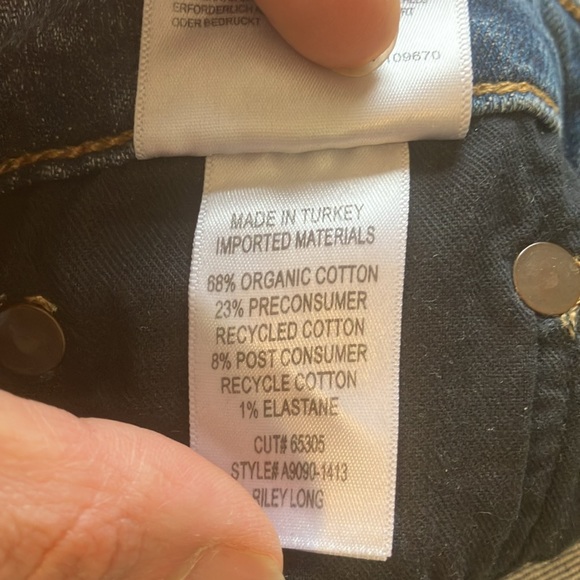 ERFORDERLICH
ODER BEDRUCKT
109670
MADE IN TURKEY
IMPORTED MATERIALS
68% ORGANIC COTTON
23% PRECONSUMER
RECYCLED COTTON
8% POST CONSUMER
RECYCLE COTTON
1% ELASTANE
CUT# 65305
STYLE# A9090-1413
RILEY LONG